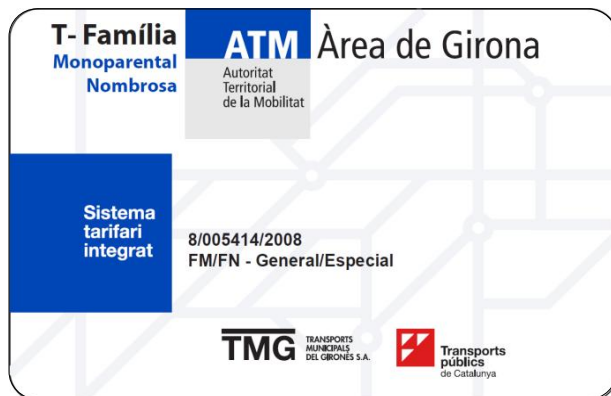 T- Família
Monoparental
Nombrosa
ATM Àrea de Girona
Autoritat
Territorial
de la Mobilitat
Sistema
tarifari
integrat
8/005414/2008
FM/FN - General/Especial
TMG TRANSPORTS
MUNICIPALS
DEL GIRONÈS S.A.
Transports
públics
de Catalunya